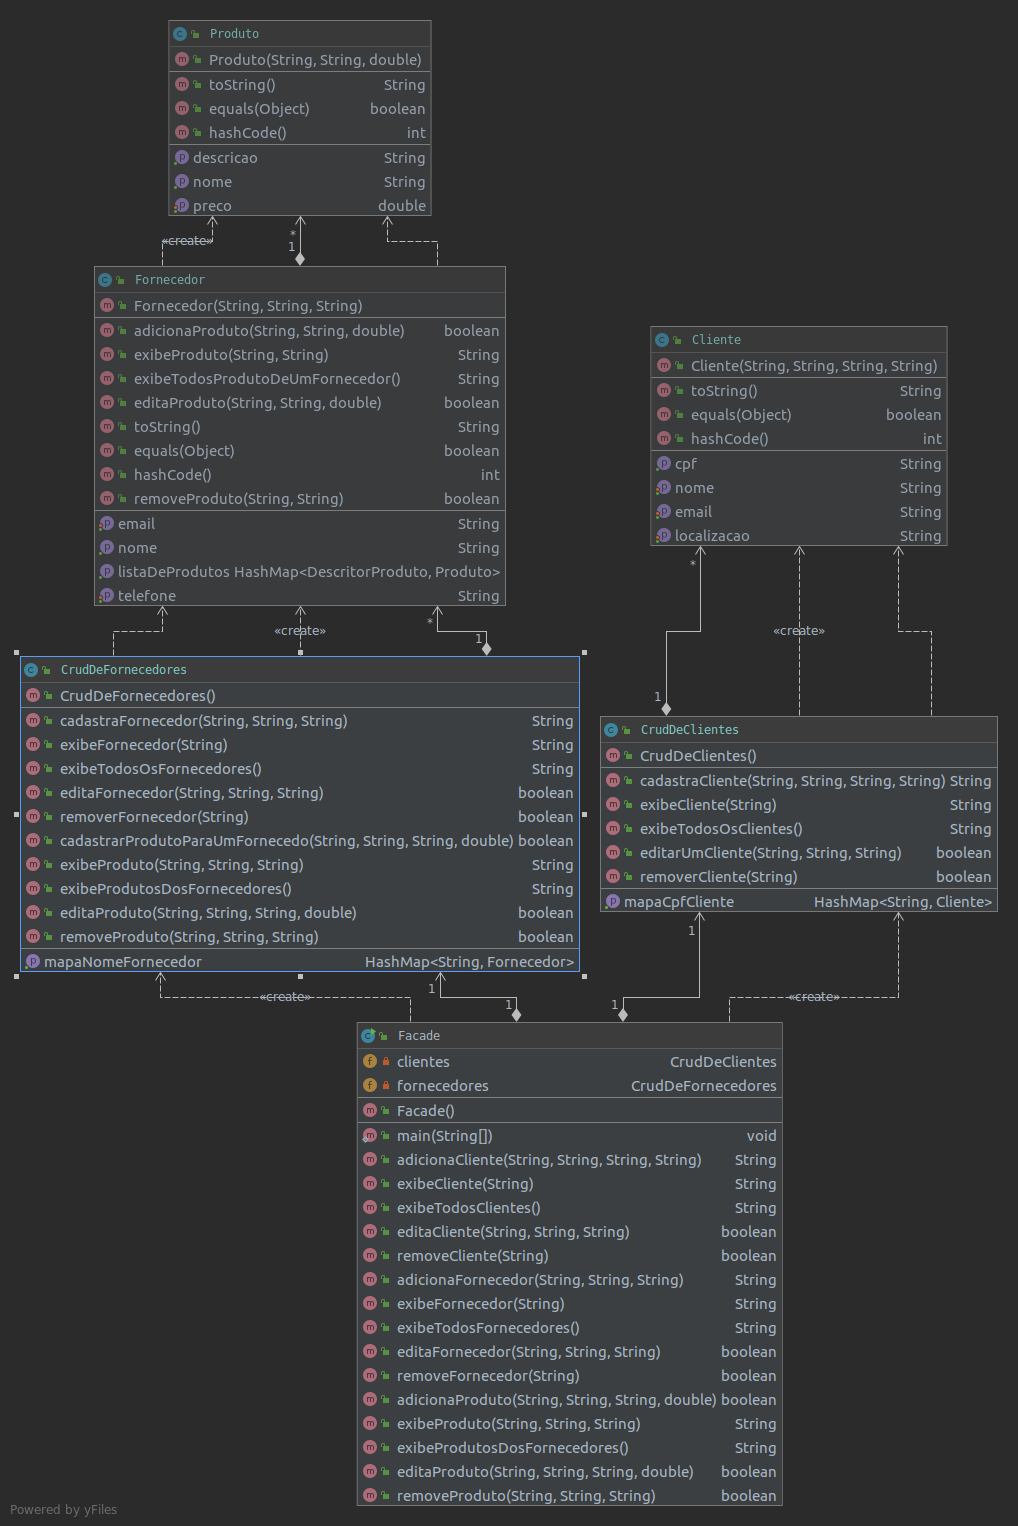 Produto
Produto(String, String, double)
toString() String
equals(Object) boolean
hashCode() int
descricao String
nome String
preco double
«create»
*
1
Fornecedor
Fornecedor(String, String, String)
adicionaProduto(String, String, double) boolean
exibeProduto(String, String) String
exibeTodosProdutoDeUmFornecedor() String
editaProduto(String, String, double) boolean
toString() String
equals(Object) boolean
hashCode() int
removeProduto(String, String) boolean
email String
nome String
listaDeProdutos HashMap<DescritorProduto, Produto>
telefone String
Cliente
Cliente(String, String, String, String)
toString() String
equals(Object) boolean
hashCode() int
cpf String
nome String
email String
localizacao String
«create»
*
1
*
«create»
1
CrudDeFornecedores
CrudDeFornecedores()
cadastraFornecedor(String, String, String) String
exibeFornecedor(String) String
exibeTodosOsFornecedores() String
editaFornecedor(String, String, String) boolean
removerFornecedor(String) boolean
cadastrarProdutoParaUmFornecedo(String, String, String, double) boolean
exibeProduto(String, String, String) String
exibeProdutosDosFornecedores() String
editaProduto(String, String, String, double) boolean
removeProduto(String, String, String) boolean
mapaNomeFornecedor HashMap<String, Fornecedor>
CrudDeClientes
CrudDeClientes()
cadastraCliente(String, String, String, String) String
exibeCliente(String) String
exibeTodosOsClientes() String
editarUmCliente(String, String, String) boolean
removerCliente(String) boolean
mapaCpfCliente HashMap<String, Cliente>
«create»
1
1
1
1
«create»
Facade
clientes CrudDeClientes
fornecedores CrudDeFornecedores
Facade()
main(String[]) void
adicionaCliente(String, String, String, String) String
exibeCliente(String) String
exibeTodosClientes() String
editaCliente(String, String, String) boolean
removeCliente(String) boolean
adicionaFornecedor(String, String, String) String
exibeFornecedor(String) String
exibeTodosFornecedores() String
editaFornecedor(String, String, String) boolean
removeFornecedor(String) boolean
adicionaProduto(String, String, String, double) boolean
exibeProduto(String, String, String) String
exibeProdutosDosFornecedores() String
editaProduto(String, String, String, double) boolean
removeProduto(String, String, String) boolean
Powered by yFiles